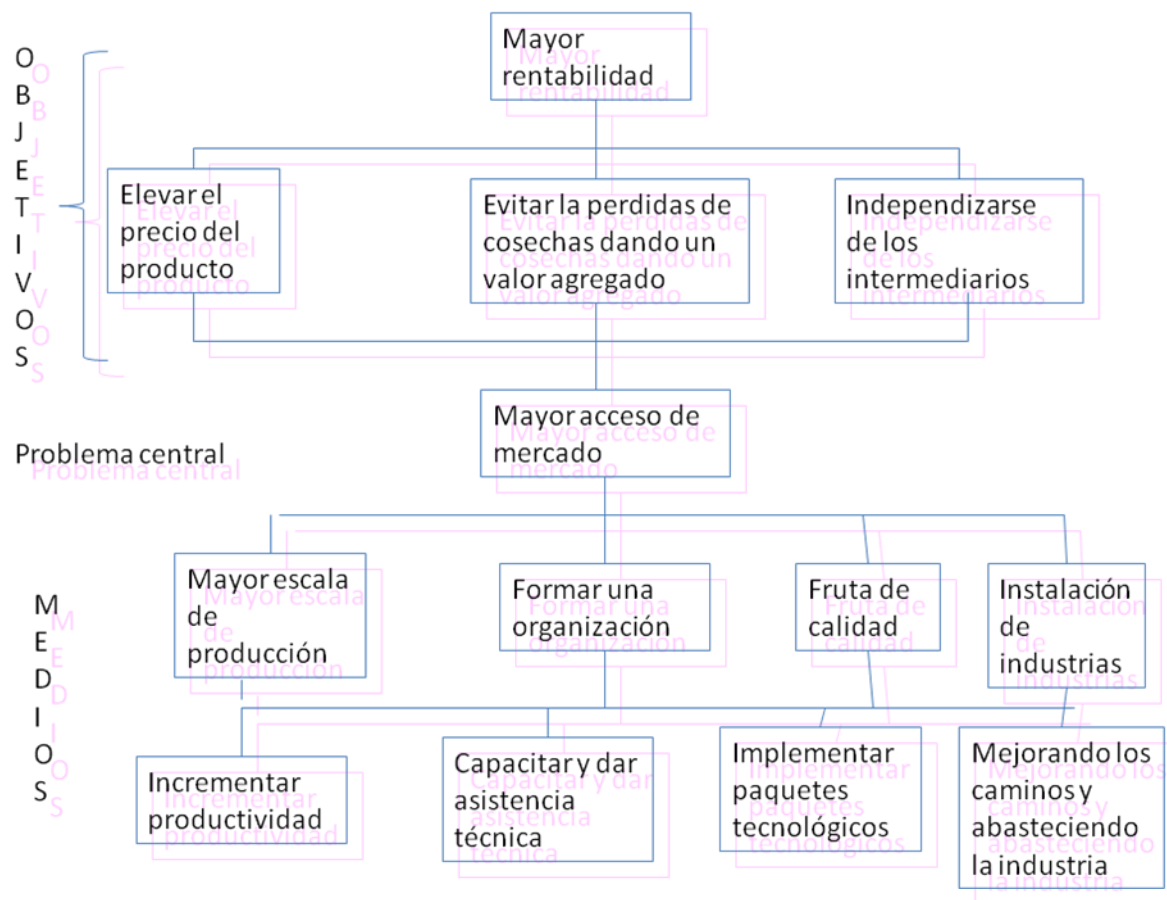 OBJETIVOS
Mayor
rentabilidad
Elevar el
precio del
producto
Evitar la perdidas de
cosechas dando un
valor agregado
Independizarse
de los
intermediarios
Problema central
Mayor acceso de
mercado
MEDIOS
Mayor escala
de
producción
Formar una
organización
Fruta de
calidad
Instalación
de
industrias
Incrementar
productividad
Capacitar y dar
asistencia
técnica
Implementar
paquetes
tecnológicos
Mejorando los
caminos y
abasteciendo
la industria